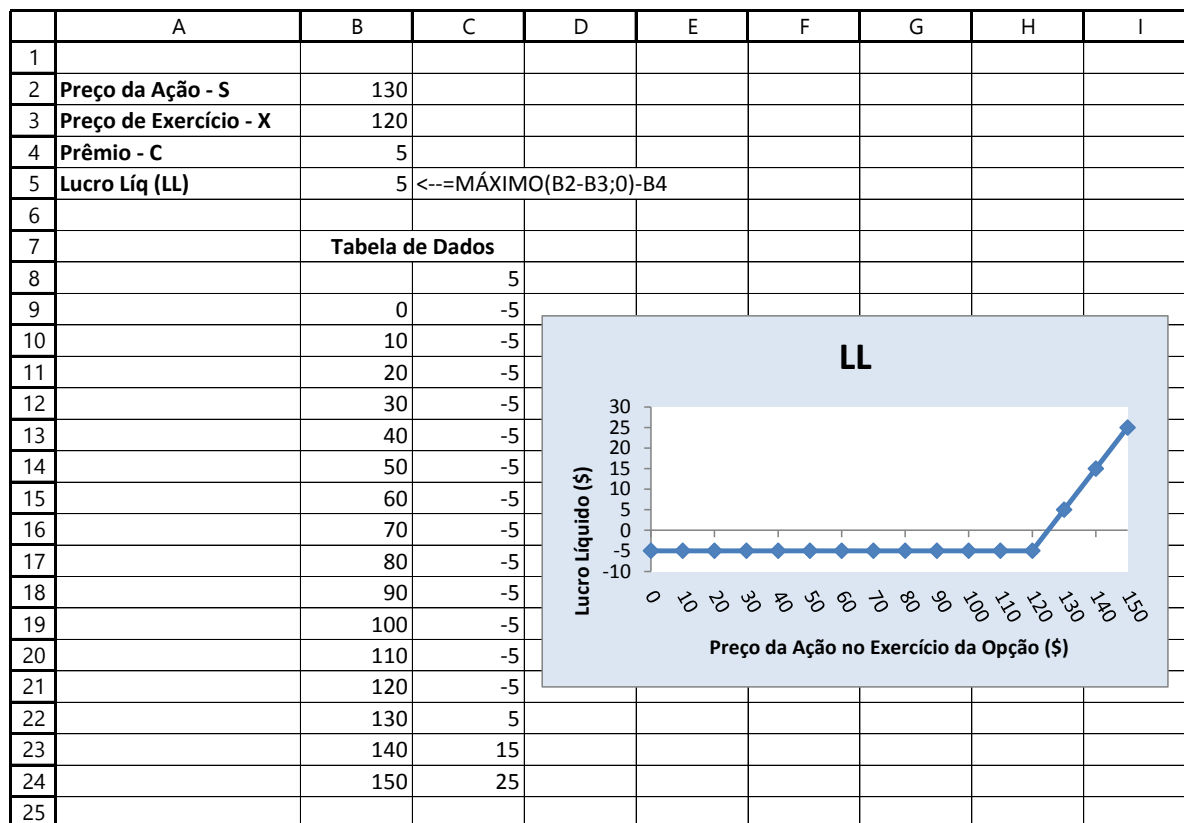 A B C D E F G H I
1
2 Preço da Ação - S 130
3 Preço de Exercício - X 120
4 Prêmio - C 5
5 Lucro Líq (LL) 5 <--=MÁXIMO(B2-B3;0)-B4
6
7 Tabela de Dados
8 5
9 0 -5
10 10 -5
11 20 -5
12 30 -5
13 40 -5
14 50 -5
15 60 -5
16 70 -5
17 80 -5
18 90 -5
19 100 -5
20 110 -5
21 120 -5
22 130 5
23 140 15
24 150 25
25
LL
30
25
20
15
10
5
0
-5
-10
Lucro Líquido ($)
0 10 20 30 40 50 60 70 80 90 100 110 120 130 140 150
Preço da Ação no Exercício da Opção ($)